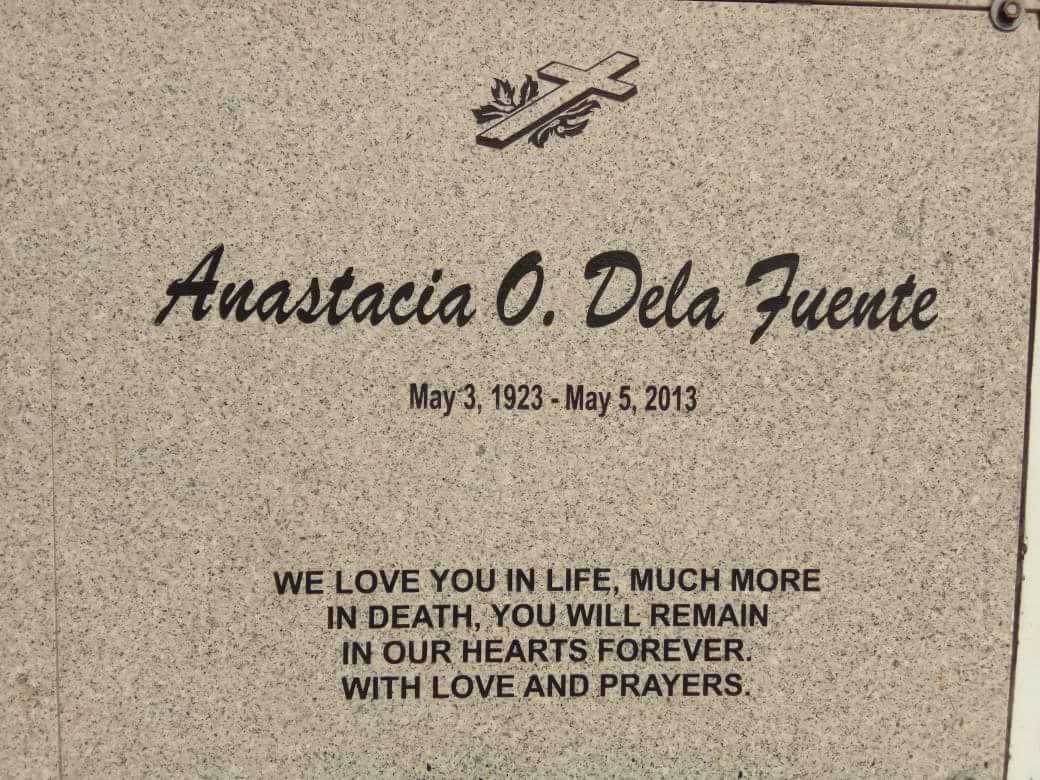 Anastacia O. Dela Fuente
May 3, 1923 - May 5, 2013
WE LOVE YOU IN LIFE, MUCH MORE
IN DEATH, YOU WILL REMAIN
IN OUR HEARTS FOREVER.
WITH LOVE AND PRAYERS.